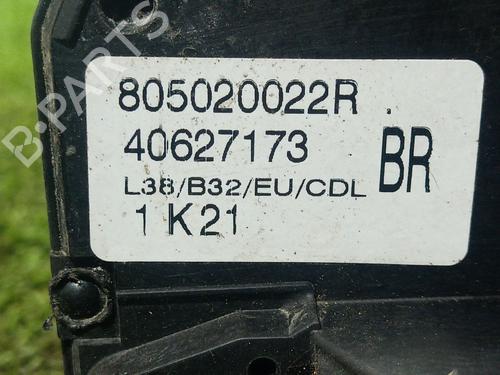 B-PARTS
805020022R
40627173 BR
L38/B32/EU/CDL
1 K21